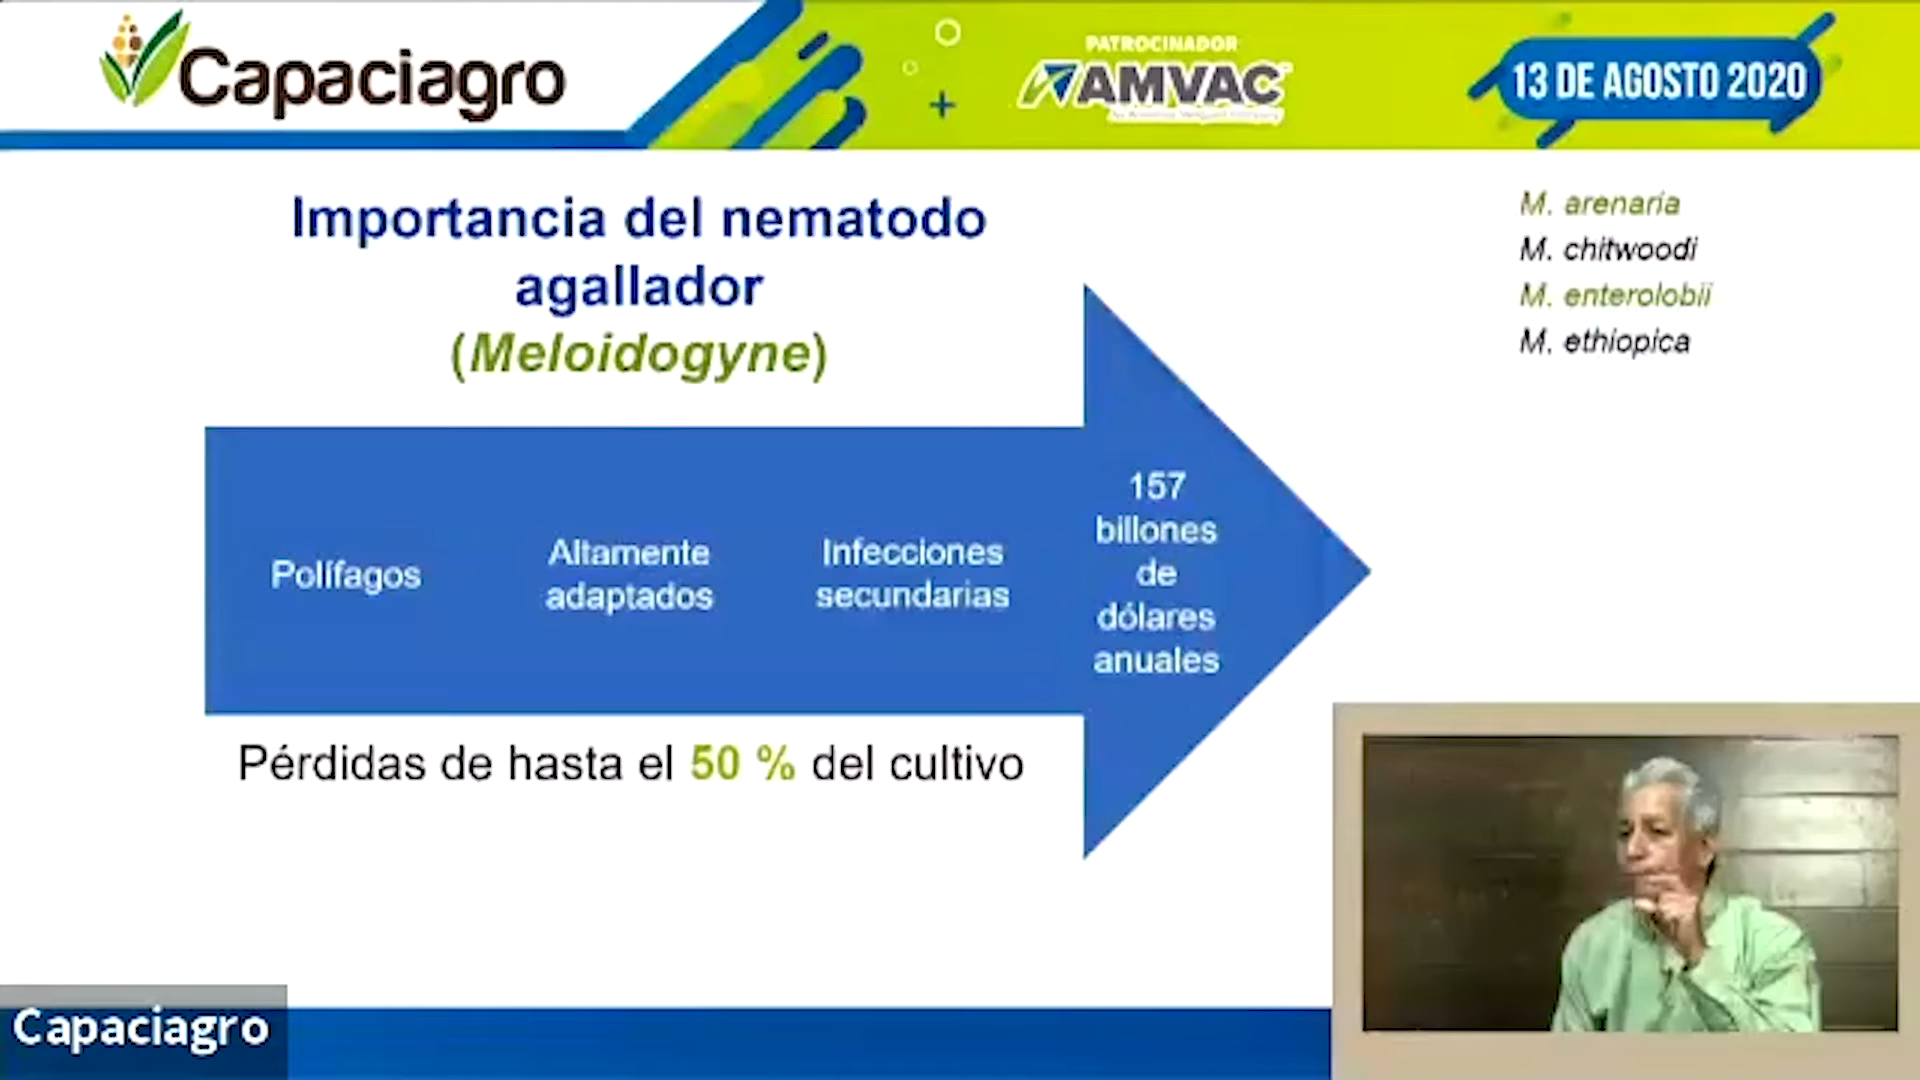 Capaciagro
PATROCINADOR
AMVAC
13 DE AGOSTO 2020
Importancia del nematodo
agallador
(Meloidogyne)
M. arenaria
M. chitwoodi
M. enterolobii
M. ethiopica
Polífagos
Altamente
adaptados
Infecciones
secundarias
157
billones
de
dólares
anuales
Pérdidas de hasta el 50 % del cultivo
Capaciagro